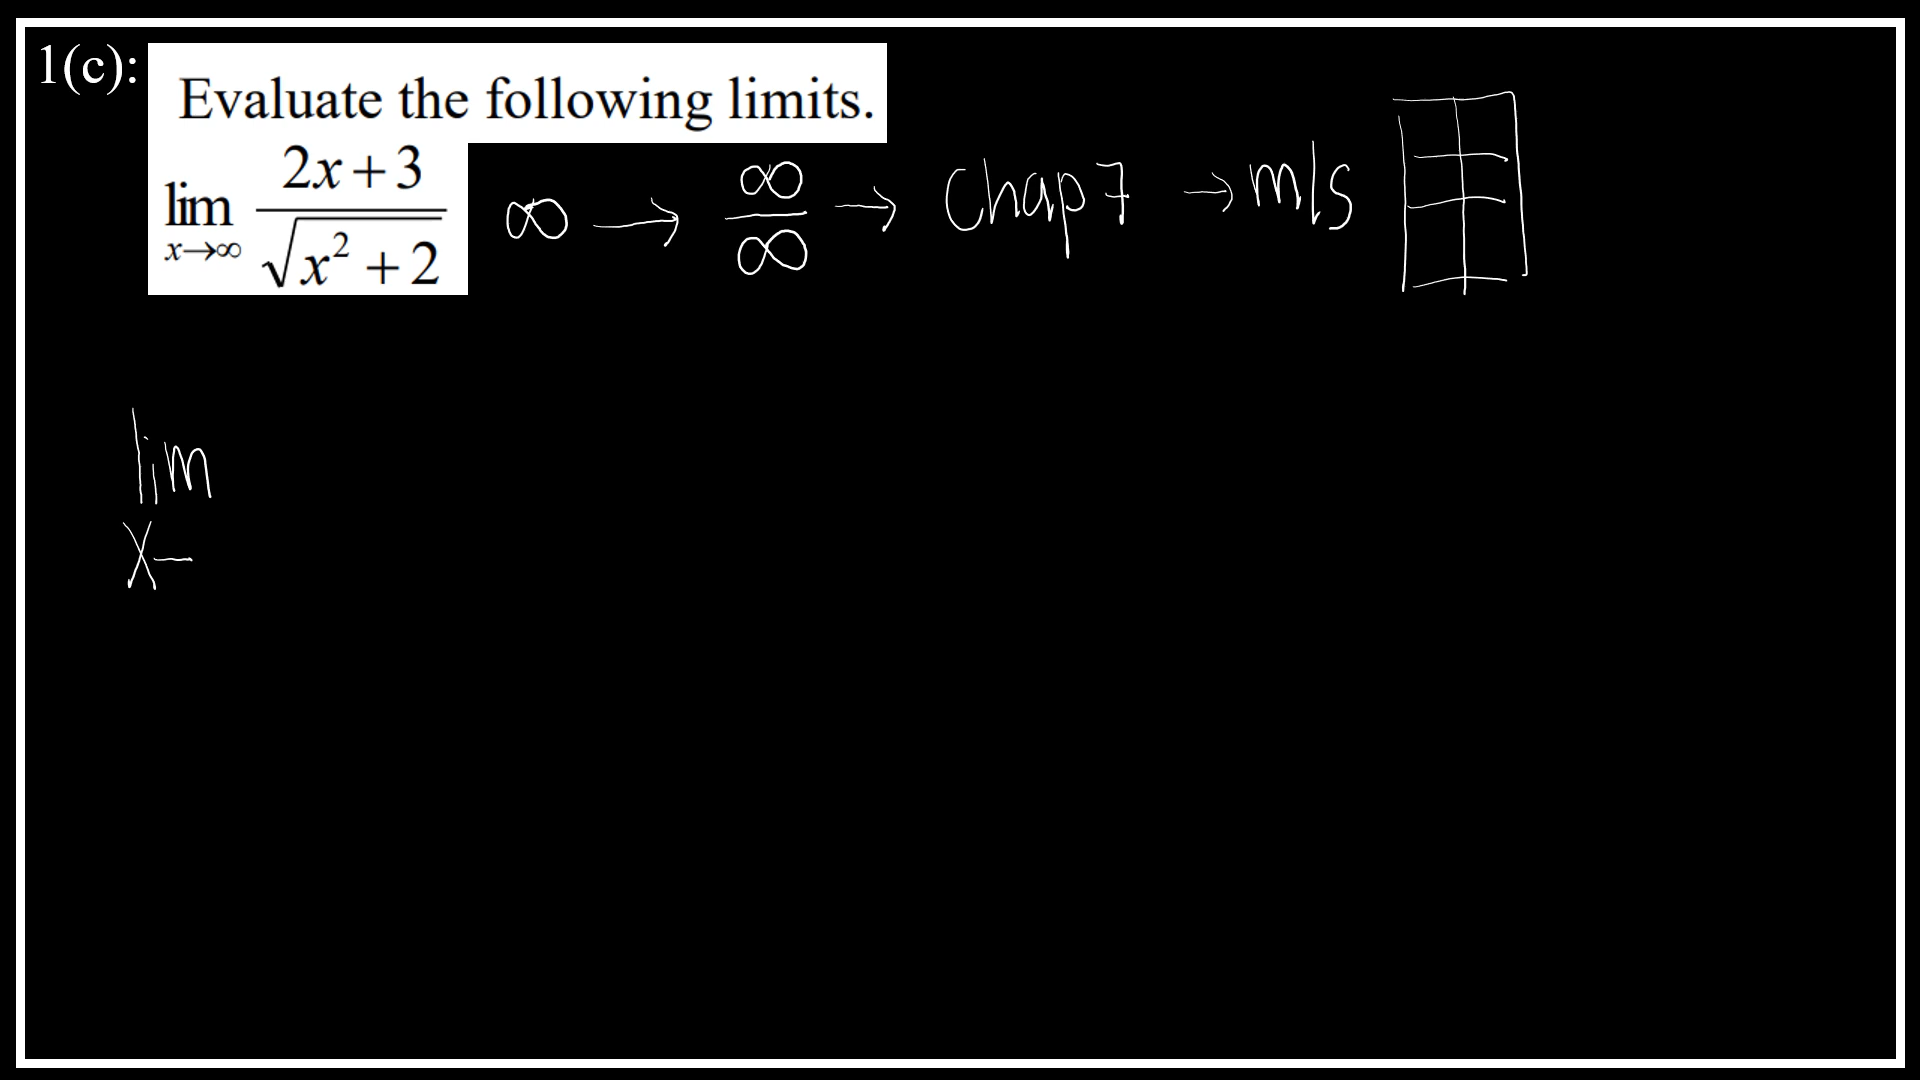 1(c): Evaluate the following limits.
lim x→∞ (2x+3)/√(x²+2) ∞ → ∞/∞ → Chap 7 → m/s
lim
x–